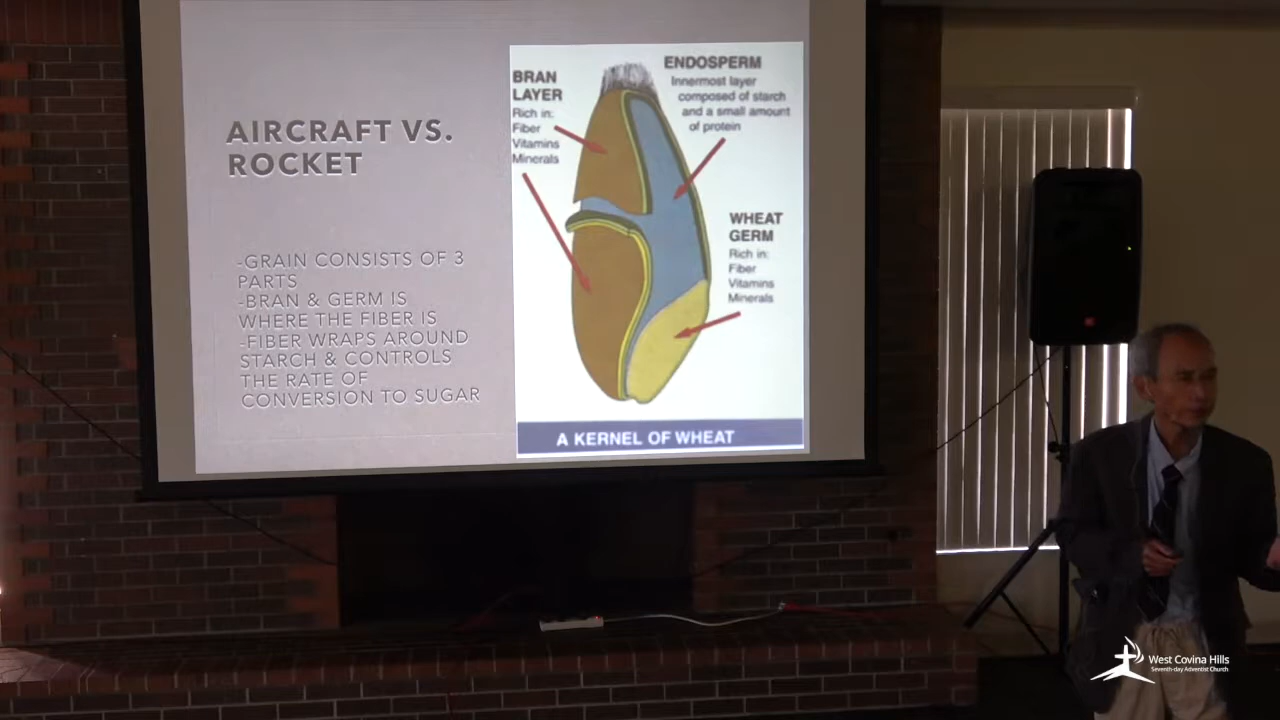 AIRCRAFT VS.
ROCKET
-GRAIN CONSISTS OF 3
PARTS
-BRAN & GERM IS
WHERE THE FIBER IS
-FIBER WRAPS AROUND
STARCH & CONTROLS
THE RATE OF
CONVERSION TO SUGAR
BRAN
LAYER
Rich in:
Fiber
Vitamins
Minerals
ENDOSPERM
Innermost layer
composed of starch
and a small amount
of protein
WHEAT
GERM
Rich in:
Fiber
Vitamins
Minerals
A KERNEL OF WHEAT
West Covina Hills
Seventh-day Adventist Church